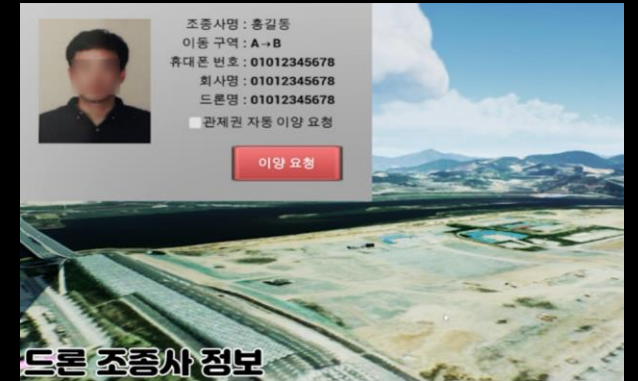 조종사명 : 홍길동
이동 구역 : A→B
휴대폰 번호 : 01012345678
회사명 : 01012345678
드론명 : 01012345678
관제권 자동 이양 요청
이양 요청
드론 조종사 정보